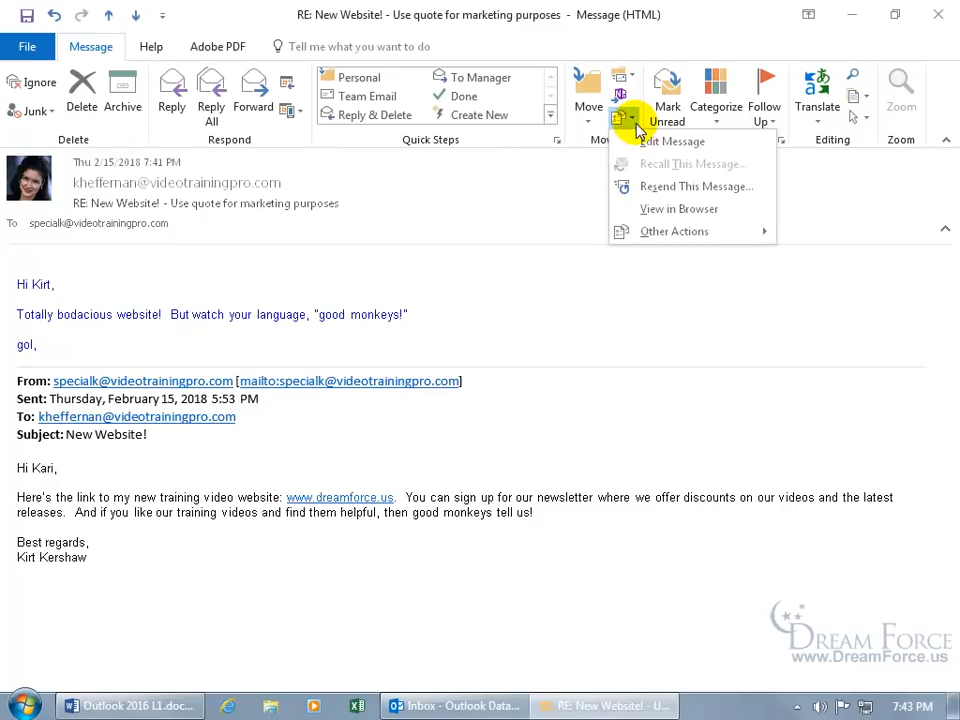 RE: New Website! - Use quote for marketing purposes - Message (HTML)
File Message Help Adobe PDF Tell me what you want to do
Ignore
Junk
Delete
Archive
Delete
Reply
Reply All
Forward
Respond
Personal
Team Email
Reply & Delete
To Manager
Done
Create New
Quick Steps
Move
Mark Unread
Categorize
Follow Up
Translate
Editing
Zoom
Zoom
Edit Message
Recall This Message...
Resend This Message...
View in Browser
Other Actions
Thu 2/15/2018 7:41 PM
kheffernan@videotrainingpro.com
RE: New Website! - Use quote for marketing purposes
To specialk@videotrainingpro.com
Hi Kirt,
Totally bodacious website! But watch your language, "good monkeys!"
gol,
From: specialk@videotrainingpro.com [mailto:specialk@videotrainingpro.com]
Sent: Thursday, February 15, 2018 5:53 PM
To: kheffernan@videotrainingpro.com
Subject: New Website!
Hi Kari,
Here's the link to my new training video website: www.dreamforce.us. You can sign up for our newsletter where we offer discounts on our videos and the latest
releases. And if you like our training videos and find them helpful, then good monkeys tell us!
Best regards,
Kirt Kershaw
DREAM FORCE
www.DreamForce.us
Outlook 2016 L1.doc...
Inbox - Outlook Data...
RE: New Website! - U...
7:43 PM